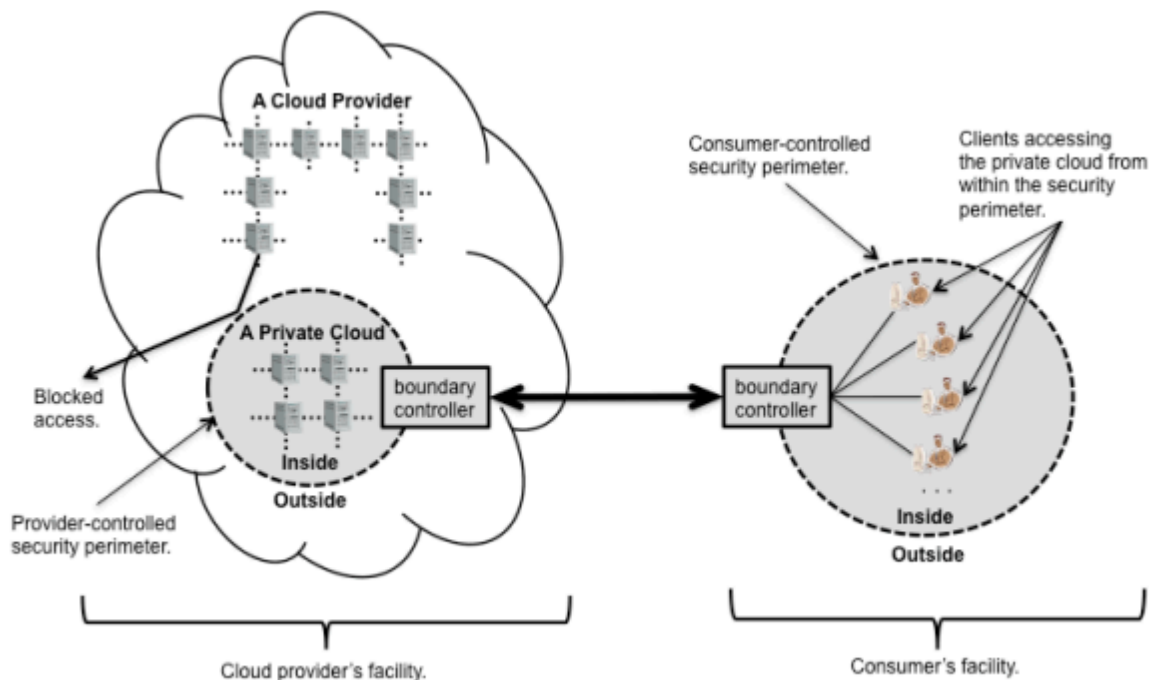 A Cloud Provider
Consumer-controlled
security perimeter.
Clients accessing
the private cloud from
within the security
perimeter.
A Private Cloud
Blocked
access.
boundary
controller
boundary
controller
Inside
Outside
Provider-controlled
security perimeter.
. . .
Inside
Outside
Cloud provider's facility.
Consumer's facility.